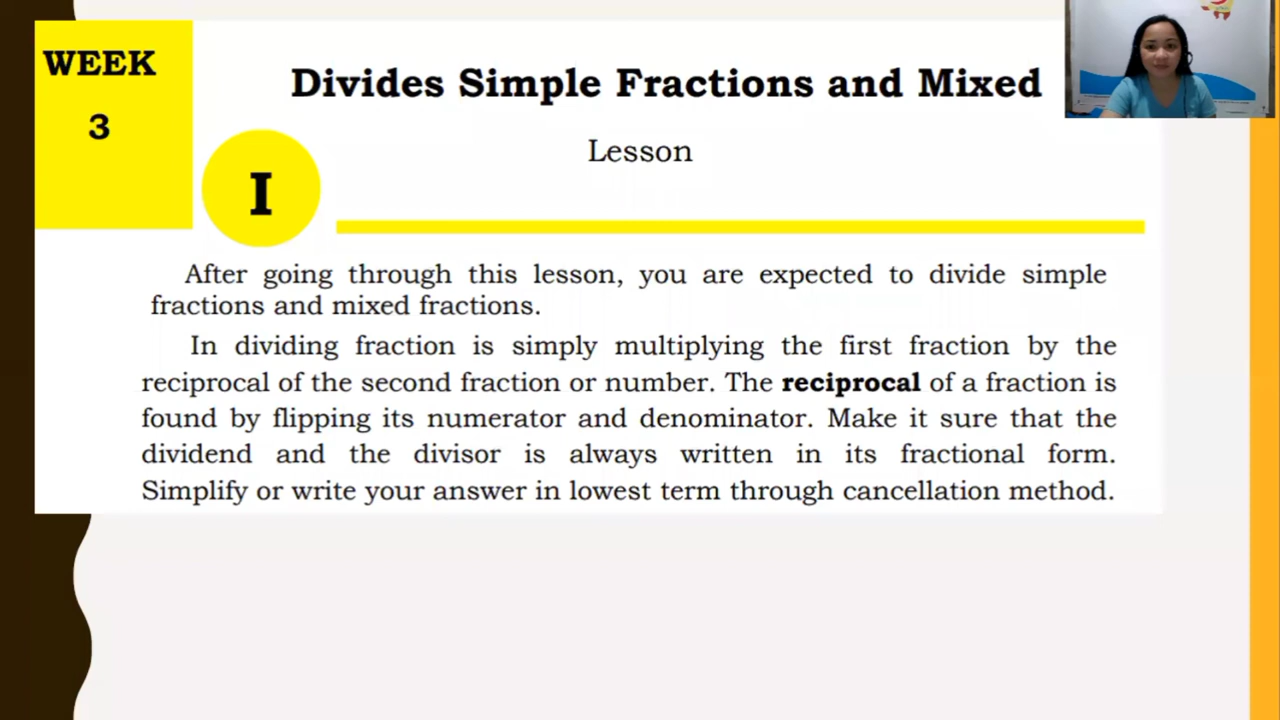 WEEK
3
Divides Simple Fractions and Mixed
Lesson
I
After going through this lesson, you are expected to divide simple
fractions and mixed fractions.
In dividing fraction is simply multiplying the first fraction by the
reciprocal of the second fraction or number. The reciprocal of a fraction is
found by flipping its numerator and denominator. Make it sure that the
dividend and the divisor is always written in its fractional form.
Simplify or write your answer in lowest term through cancellation method.